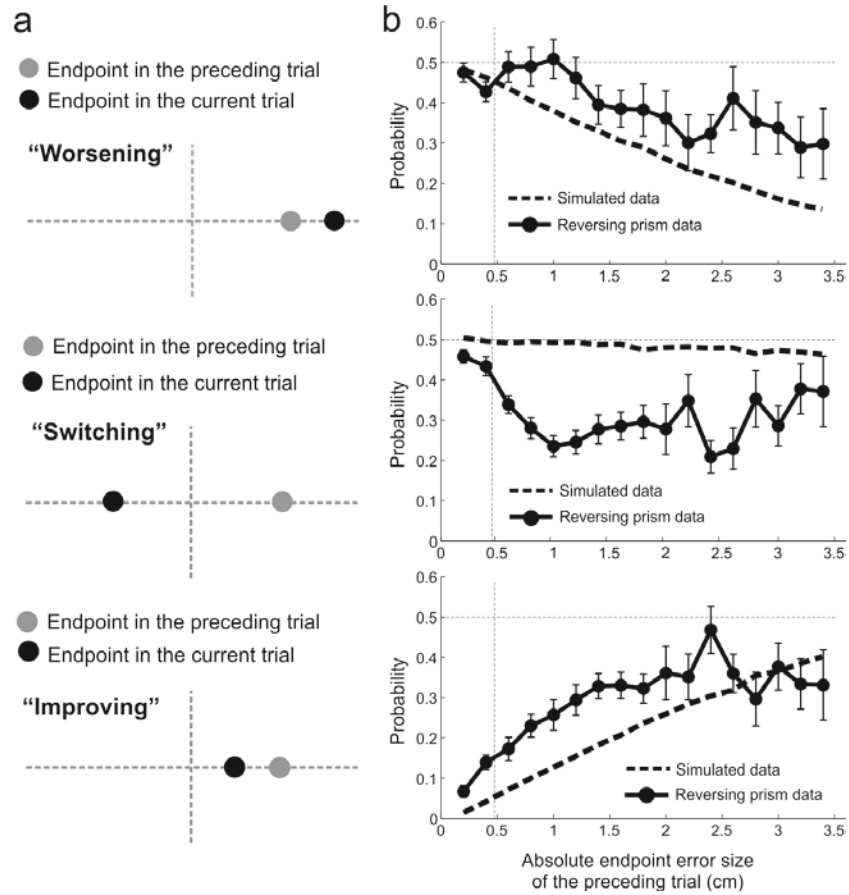 a
Endpoint in the preceding trial
Endpoint in the current trial
“Worsening”
Endpoint in the preceding trial
Endpoint in the current trial
“Switching”
Endpoint in the preceding trial
Endpoint in the current trial
“Improving”
b
0.6
0.5
0.4
0.3
0.2
0.1
0
Probability
Simulated data
Reversing prism data
0 0.5 1 1.5 2 2.5 3 3.5
0.6
0.5
0.4
0.3
0.2
0.1
0
Probability
Simulated data
Reversing prism data
0 0.5 1 1.5 2 2.5 3 3.5
0.6
0.5
0.4
0.3
0.2
0.1
0
Probability
Simulated data
Reversing prism data
0 0.5 1 1.5 2 2.5 3 3.5
Absolute endpoint error size
of the preceding trial (cm)